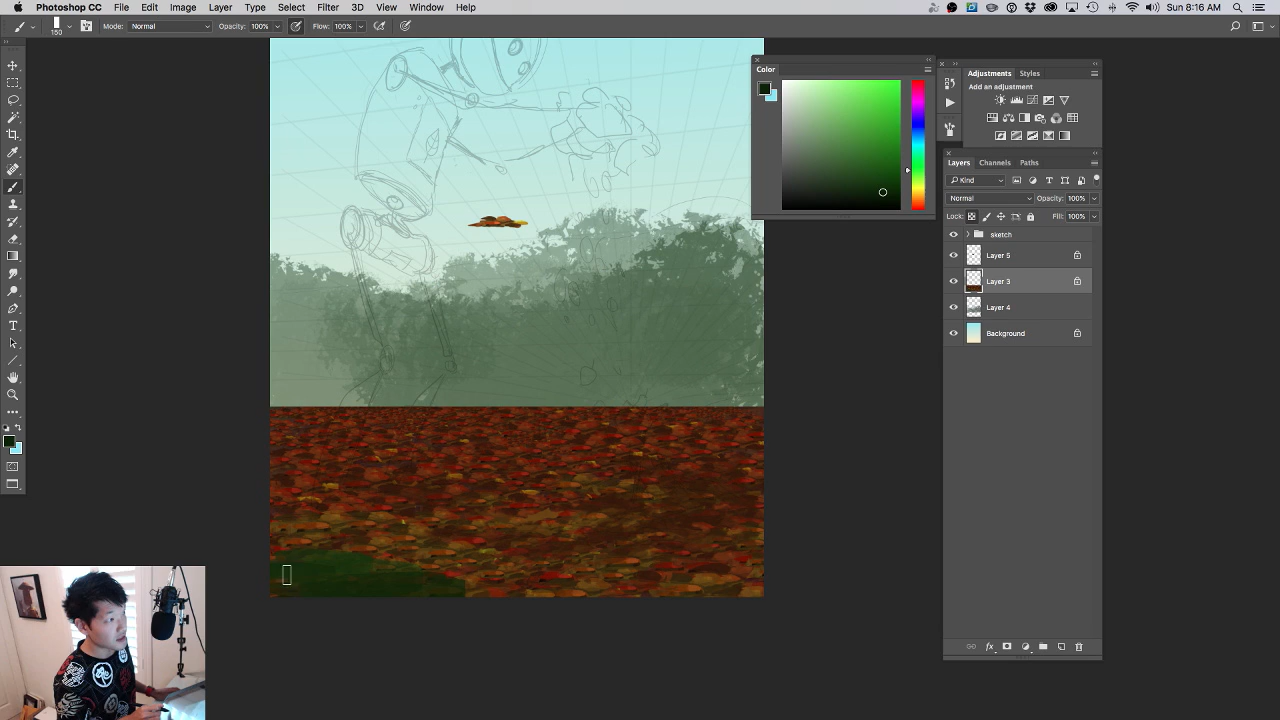 Photoshop CC File Edit Image Layer Type Select Filter 3D View Window Help Sun 8:16 AM
150 Mode: Normal Opacity: 100% Flow: 100%
Color
Adjustments Styles
Add an adjustment
Layers Channels Paths
Kind
Normal Opacity: 100%
Lock: Fill: 100%
sketch
Layer 5
Layer 3
Layer 4
Background
fx